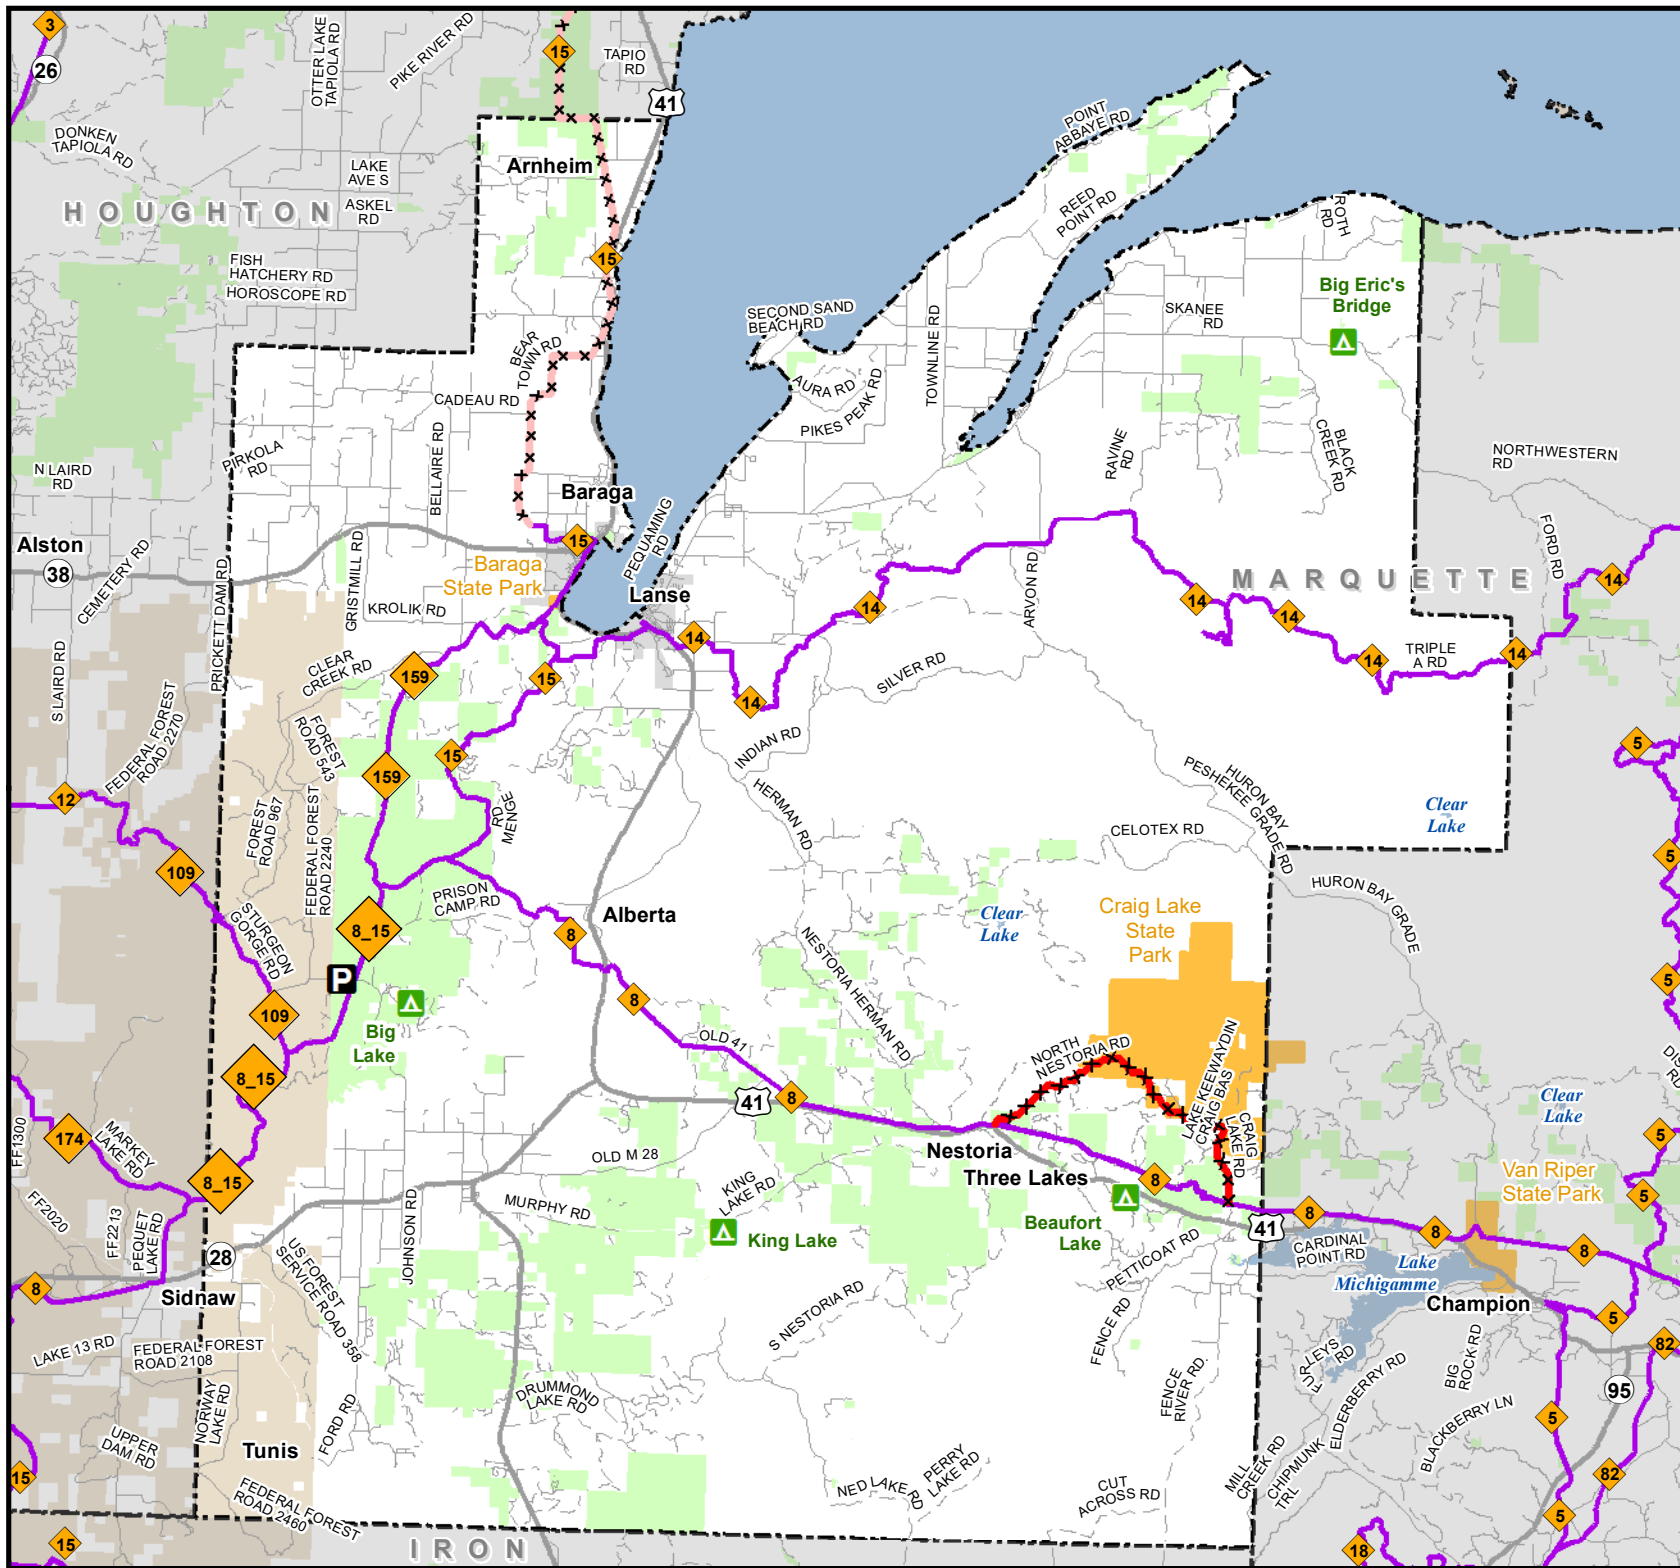 3
26
OTTER LAKE
TAPIOLA RD
PIKE RIVER RD
15
TAPIO
RD
41
DONKEN
TAPIOLA RD
LAKE
AVE S
ASKEL
RD
Arnheim
POINT
ABBAYE RD
HOUGHTON
REED
POINT RD
ROTH
RD
FISH
HATCHERY RD
HOROSCOPE RD
15
Big Eric's
Bridge
SECOND SAND
BEACH RD
SKANEE
RD
BEAR
TOWN RD
TOWNLINE RD
CADEAU RD
AURA RD
PIKES PEAK RD
PIRKOLA
RD
BELLAIRE RD
RAVINE
RD
BLACK
CREEK RD
N LAIRD
RD
NORTHWESTERN
RD
Baraga
PEQUAMING
RD
Alston
38
CEMETERY RD
PRICKETT DAM RD
GRISTMILL RD
15
Baraga
State Park
KROLIK RD
Lanse
14
14
14
14
ARVON RD
MARQUETTE
FORD RD
S LAIRD RD
14
CLEAR
CREEK RD
159
15
14
SILVER RD
14
TRIPLE
A RD
14
FEDERAL FOREST
ROAD 2270
FOREST
ROAD 543
159
15
INDIAN RD
5
12
FOREST
ROAD 967
FEDERAL FOREST
ROAD 2240
MENGE
RD
HERMAN RD
HURON BAY
PESHEKEE GRADE RD
Clear
Lake
CELOTEX RD
5
109
HURON BAY GRADE
PRISON
CAMP RD
STURGEON
GORGE RD
8_15
8
Alberta
Clear
Lake
Craig Lake
State
Park
NESTORIA HERMAN RD
P
5
109
Big
Lake
8
OLD 41
NORTH
NESTORIA RD
LAKE KEEWAYDIN
CRAIG BAS
CRAIG
LAKE RD
8_15
41
8
Clear
Lake
FF1300
174
MARKEY
LAKE RD
5
Nestoria
OLD M 28
Three Lakes
8
8_15
KING
LAKE RD
Van Riper
State Park
5
FF2020
FF2213
PEQUET
LAKE RD
JOHNSON RD
MURPHY RD
Beaufort
Lake
8
41
8
King Lake
28
US FOREST
SERVICE ROAD 358
CARDINAL
POINT RD
8
PETTICOAT RD
Lake
Michigamme
8
Sidnaw
Champion
5
S NESTORIA RD
FENCE RD
LAKE 13 RD
FEDERAL FOREST
ROAD 2108
82
FURLEYS
RD
BIG
ROCK RD
ELDERBERRY RD
95
NORWAY
LAKE RD
DRUMMOND
LAKE RD
FENCE
RIVER RD
5
BLACKBERRY LN
UPPER
DAM RD
Tunis
FORD RD
15
NED LAKE RD
PERRY
LAKE RD
CUT
ACROSS RD
MILL
CREEK RD
CHIPMUNK
TRL
82
FEDERAL FOREST
ROAD 2460
5
15
IRON
18